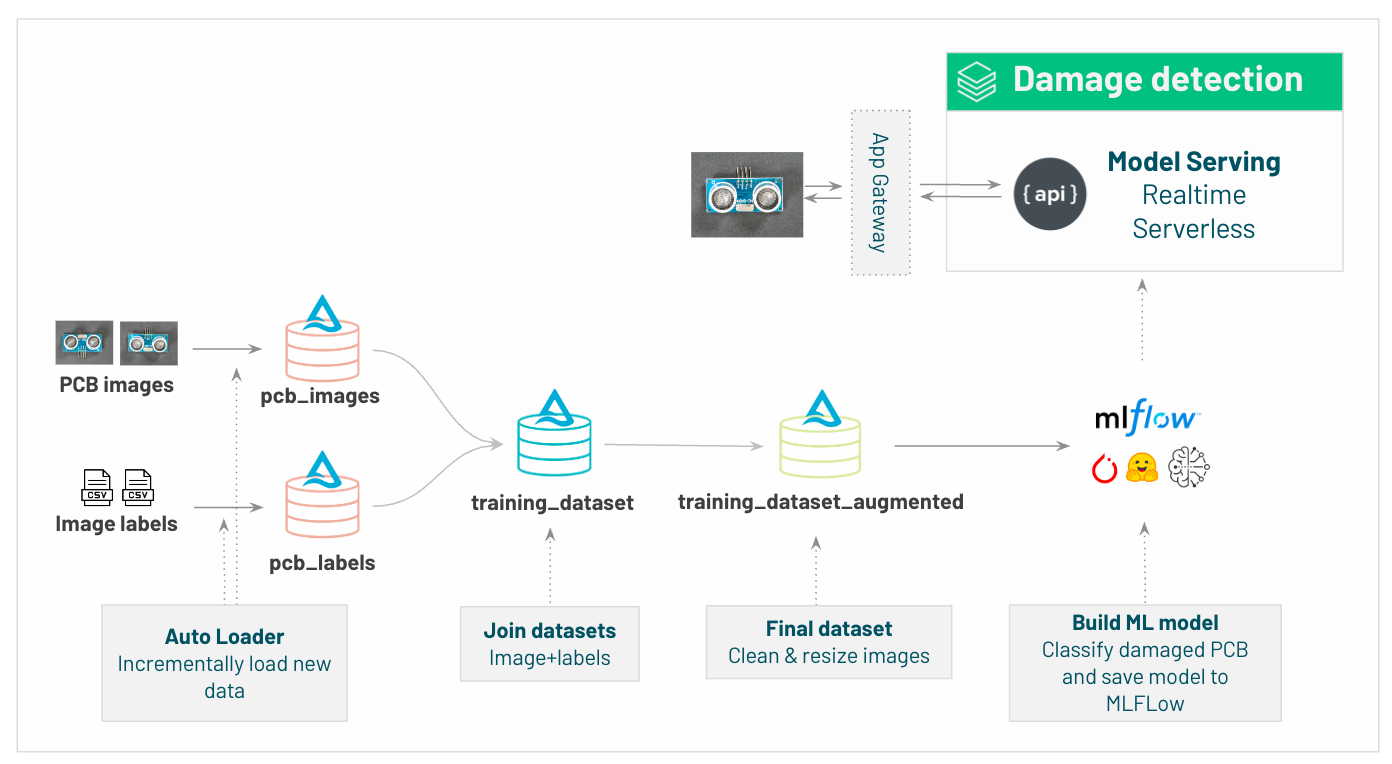 Damage detection
App Gateway
{ api }
Model Serving
Realtime
Serverless
PCB images
pcb_images
CSV CSV
Image labels
pcb_labels
training_dataset
training_dataset_augmented
mlflow
Auto Loader
Incrementally load new
data
Join datasets
Image+labels
Final dataset
Clean & resize images
Build ML model
Classify damaged PCB
and save model to
MLFLow